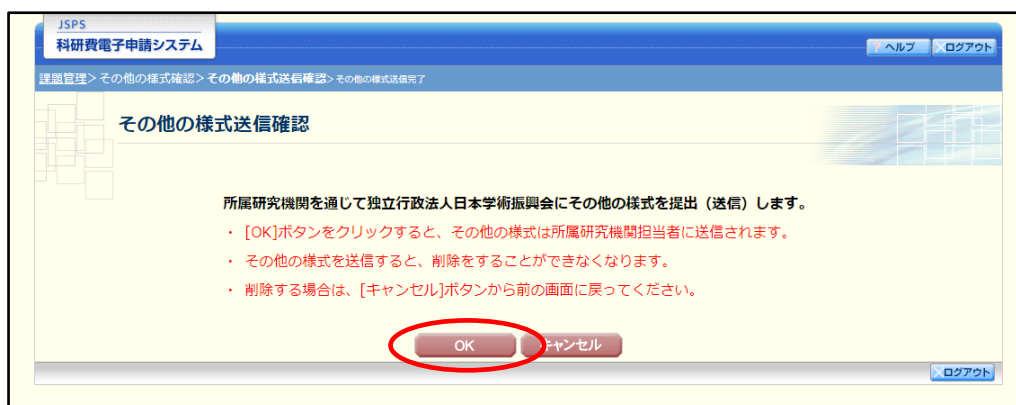 JSPS
科研費電子申請システム
? ヘルプ
×ログアウト
課題管理>その他の様式確認>その他の様式送信確認>その他の様式送信完了
その他の様式送信確認
所属研究機関を通じて独立行政法人日本学術振興会にその他の様式を提出（送信）します。
・ [OK]ボタンをクリックすると、その他の様式は所属研究機関担当者に送信されます。
・ その他の様式を送信すると、削除をすることができなくなります。
・ 削除する場合は、[キャンセル]ボタンから前の画面に戻ってください。
OK
キャンセル
×ログアウト